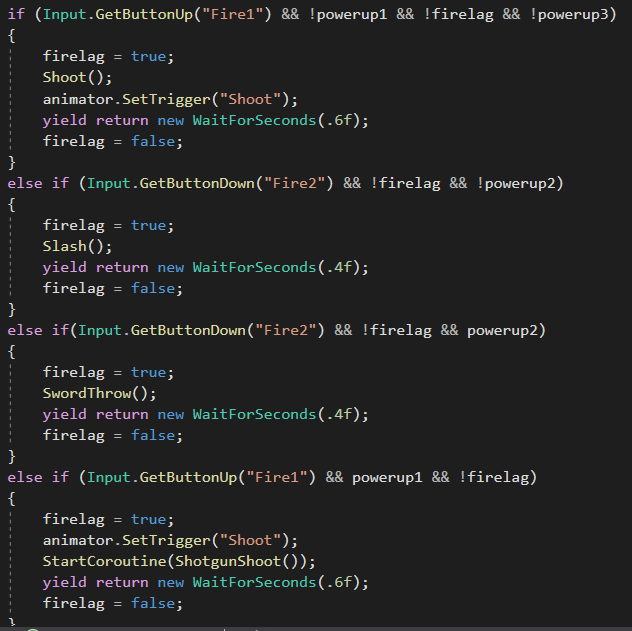 if (Input.GetButtonUp("Fire1") && !powerup1 && !firelag && !powerup3)
{
    firelag = true;
    Shoot();
    animator.SetTrigger("Shoot");
    yield return new WaitForSeconds(.6f);
    firelag = false;
}
else if (Input.GetButtonDown("Fire2") && !firelag && !powerup2)
{
    firelag = true;
    Slash();
    yield return new WaitForSeconds(.4f);
    firelag = false;
}
else if(Input.GetButtonDown("Fire2") && !firelag && powerup2)
{
    firelag = true;
    SwordThrow();
    yield return new WaitForSeconds(.4f);
    firelag = false;
}
else if (Input.GetButtonUp("Fire1") && powerup1 && !firelag)
{
    firelag = true;
    animator.SetTrigger("Shoot");
    StartCoroutine(ShotgunShoot());
    yield return new WaitForSeconds(.6f);
    firelag = false;
}